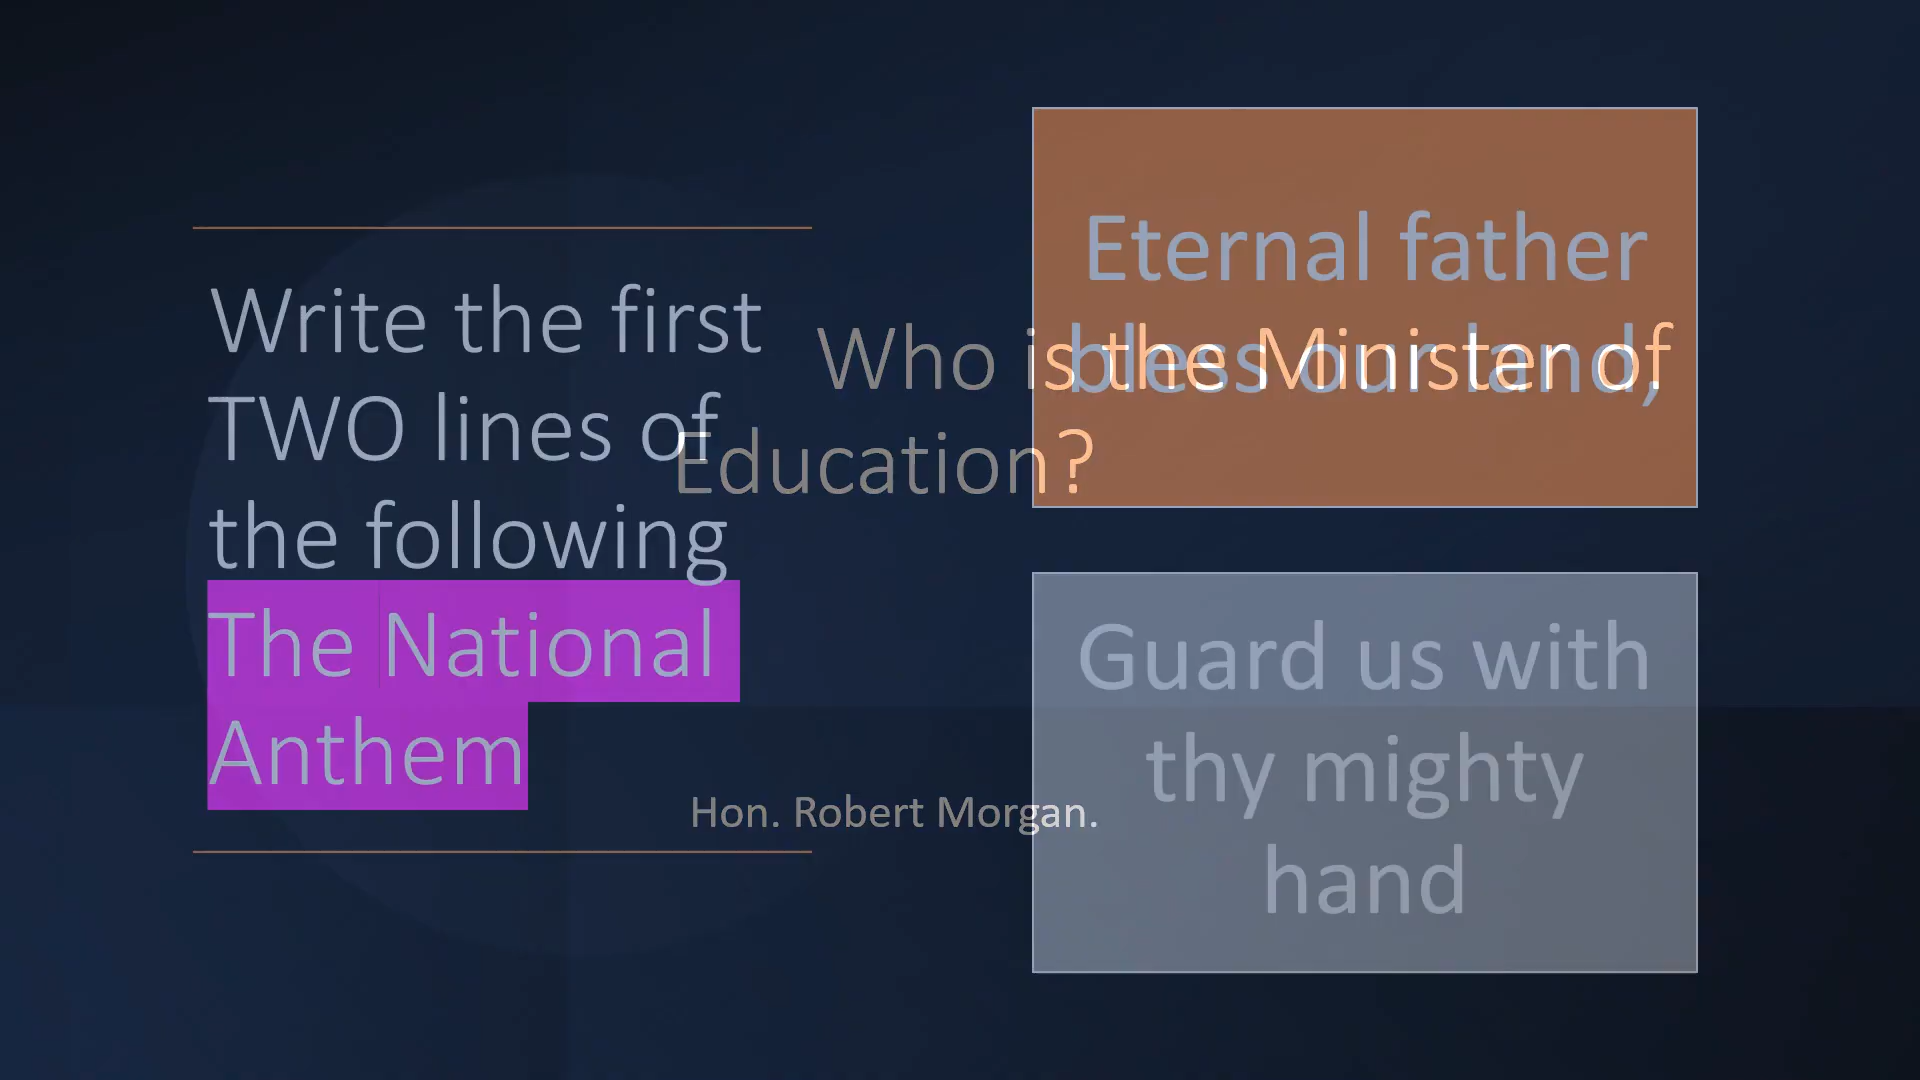 Write the first
TWO lines of
the following
The National
Anthem
Eternal father
bless our land,
Guard us with
thy mighty
hand
Who is the Minister of
Education?
Hon. Robert Morgan.